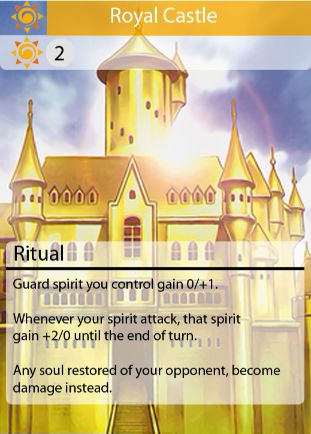 Royal Castle
2
Ritual
Guard spirit you control gain 0/+1.
Whenever your spirit attack, that spirit
gain +2/0 until the end of turn.
Any soul restored of your opponent, become
damage instead.